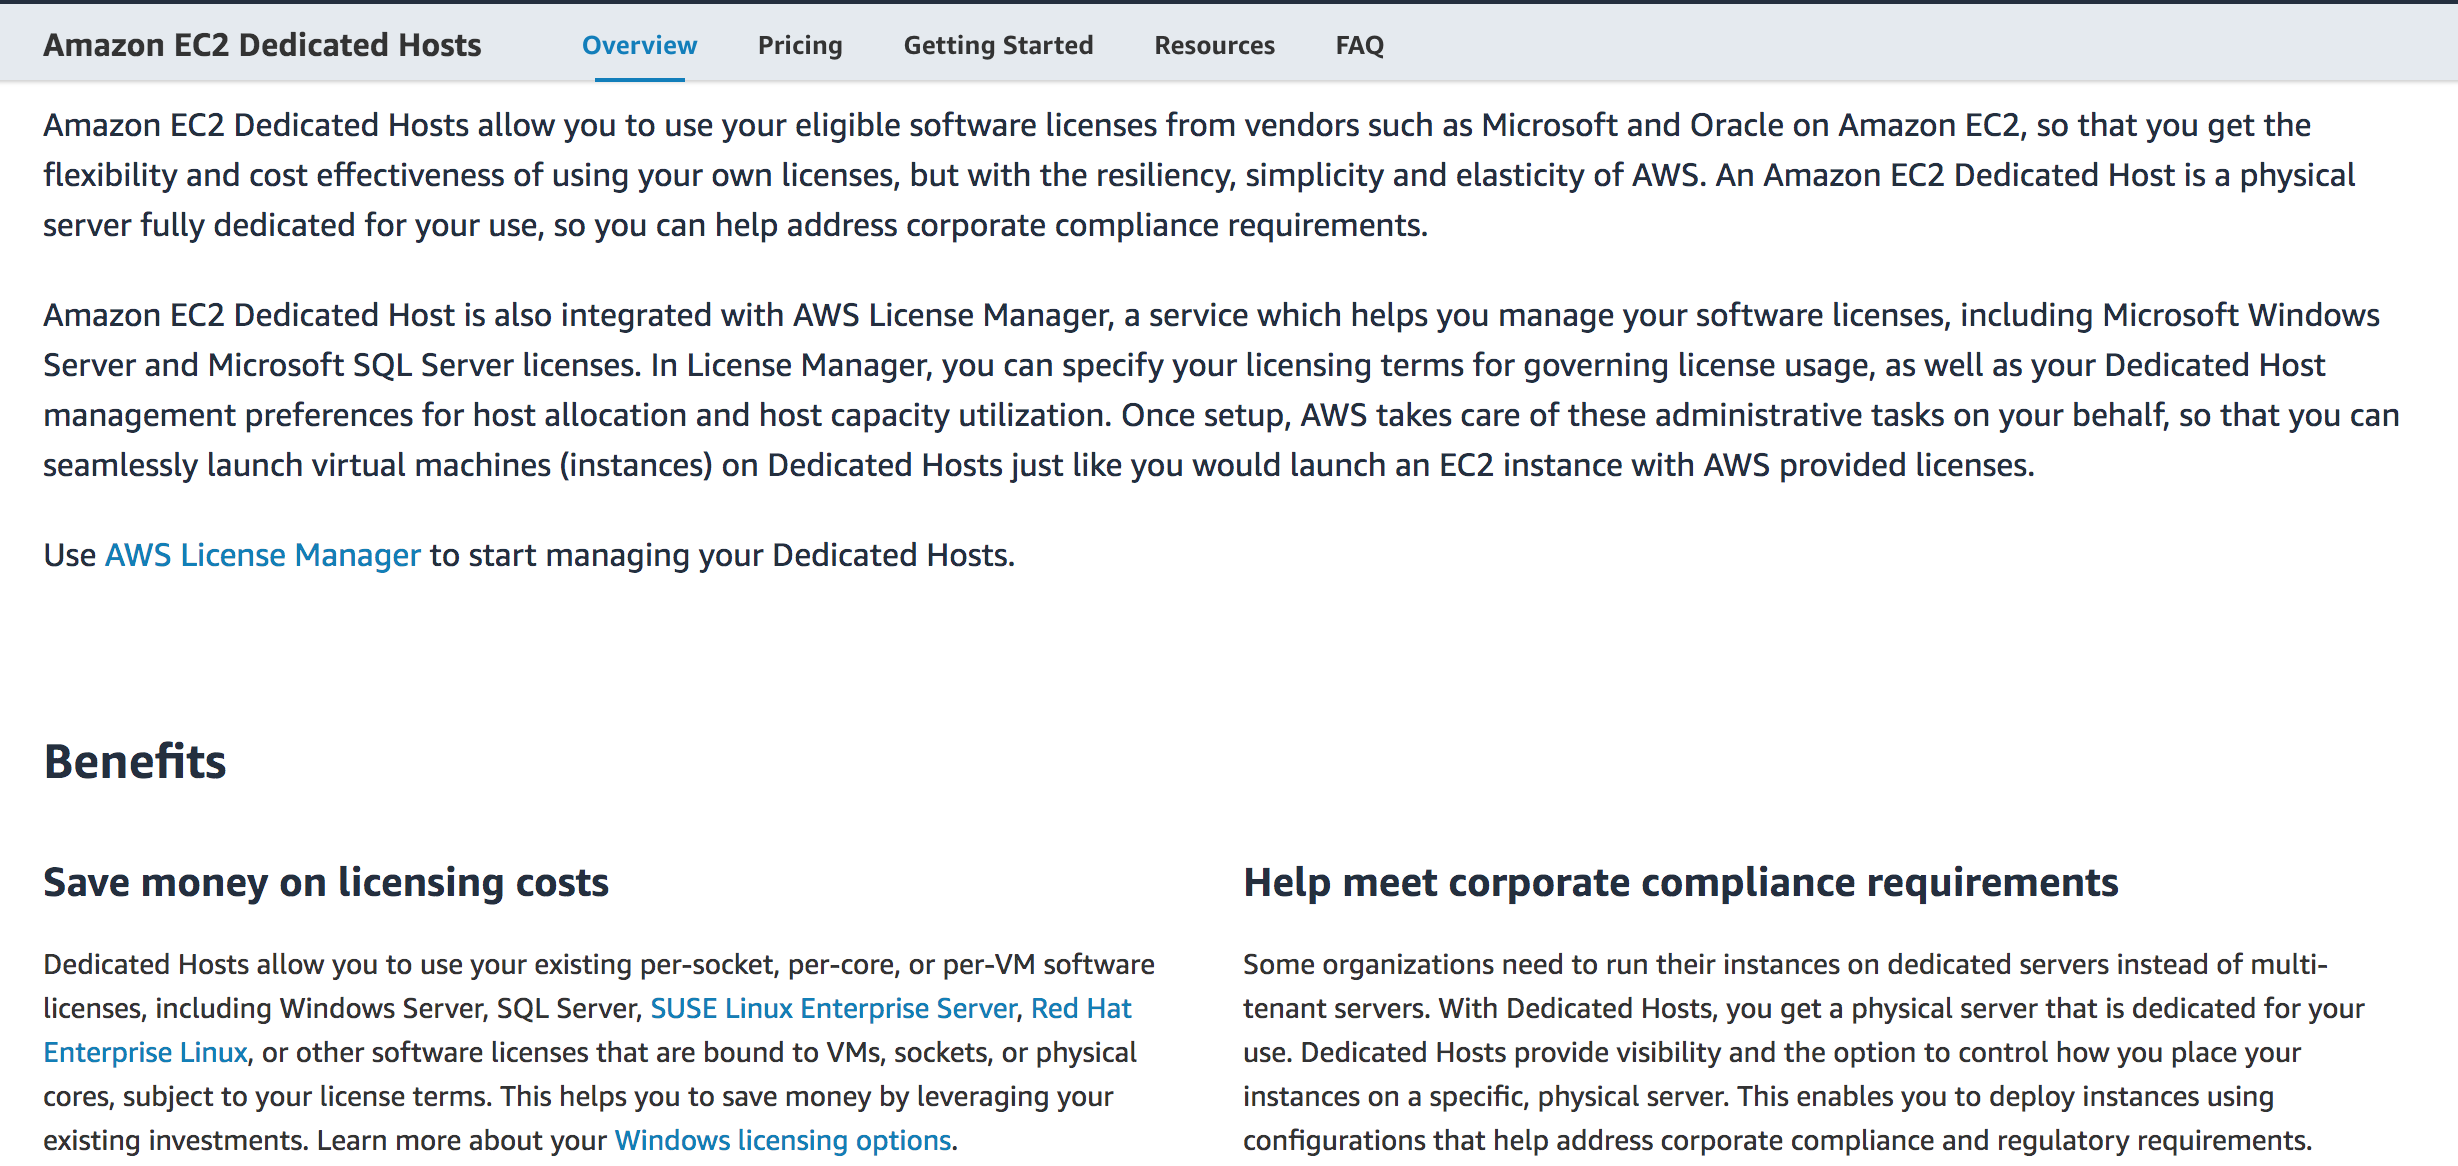 Amazon EC2 Dedicated Hosts
Overview
Pricing
Getting Started
Resources
FAQ
Amazon EC2 Dedicated Hosts allow you to use your eligible software licenses from vendors such as Microsoft and Oracle on Amazon EC2, so that you get the
flexibility and cost effectiveness of using your own licenses, but with the resiliency, simplicity and elasticity of AWS. An Amazon EC2 Dedicated Host is a physical
server fully dedicated for your use, so you can help address corporate compliance requirements.
Amazon EC2 Dedicated Host is also integrated with AWS License Manager, a service which helps you manage your software licenses, including Microsoft Windows
Server and Microsoft SQL Server licenses. In License Manager, you can specify your licensing terms for governing license usage, as well as your Dedicated Host
management preferences for host allocation and host capacity utilization. Once setup, AWS takes care of these administrative tasks on your behalf, so that you can
seamlessly launch virtual machines (instances) on Dedicated Hosts just like you would launch an EC2 instance with AWS provided licenses.
Use AWS License Manager to start managing your Dedicated Hosts.
Benefits
Save money on licensing costs
Dedicated Hosts allow you to use your existing per-socket, per-core, or per-VM software
licenses, including Windows Server, SQL Server, SUSE Linux Enterprise Server, Red Hat
Enterprise Linux, or other software licenses that are bound to VMs, sockets, or physical
cores, subject to your license terms. This helps you to save money by leveraging your
existing investments. Learn more about your Windows licensing options.
Help meet corporate compliance requirements
Some organizations need to run their instances on dedicated servers instead of multi-
tenant servers. With Dedicated Hosts, you get a physical server that is dedicated for your
use. Dedicated Hosts provide visibility and the option to control how you place your
instances on a specific, physical server. This enables you to deploy instances using
configurations that help address corporate compliance and regulatory requirements.